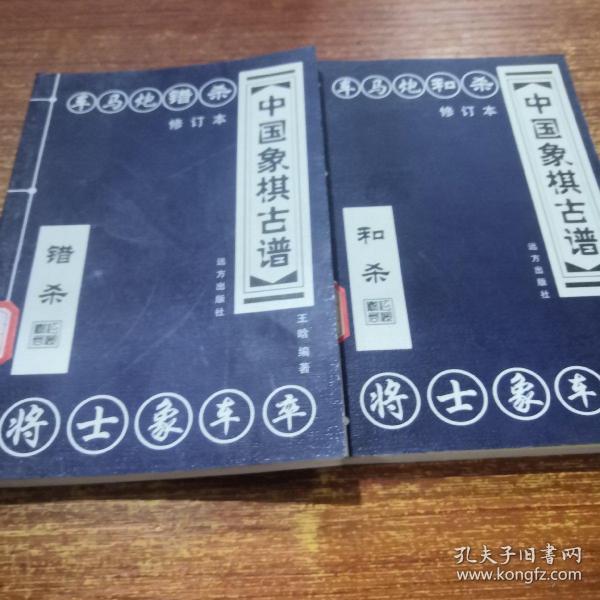 车马炮错杀
修订本
中国象棋古谱
错杀
远方出版社
王晗编著
将士象车卒
车马炮和杀
修订本
中国象棋古谱
和杀
远方出版社
将士象车
孔夫子旧书网
www.kongfz.com